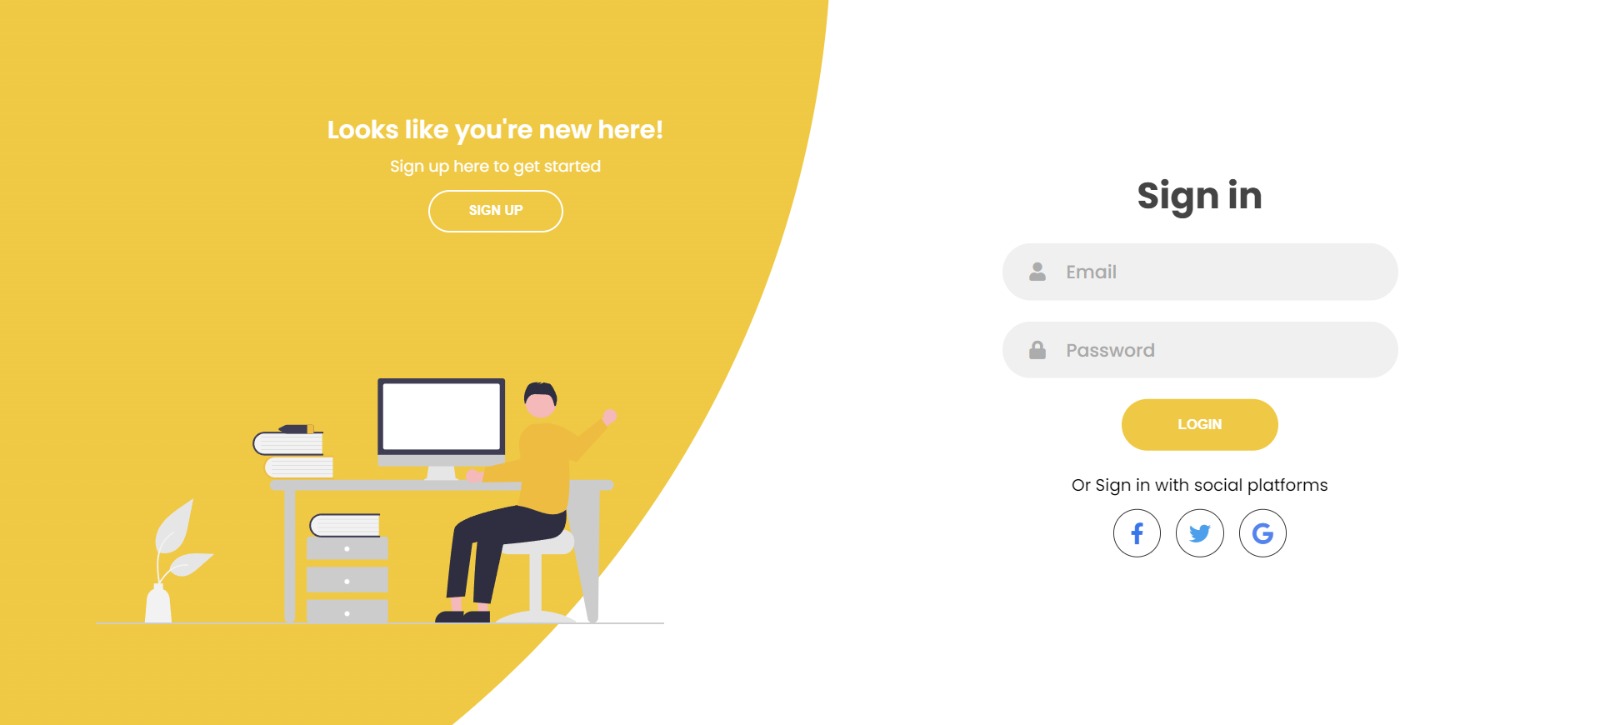 Looks like you're new here!
Sign up here to get started
SIGN UP
Sign in
Email
Password
LOGIN
Or Sign in with social platforms